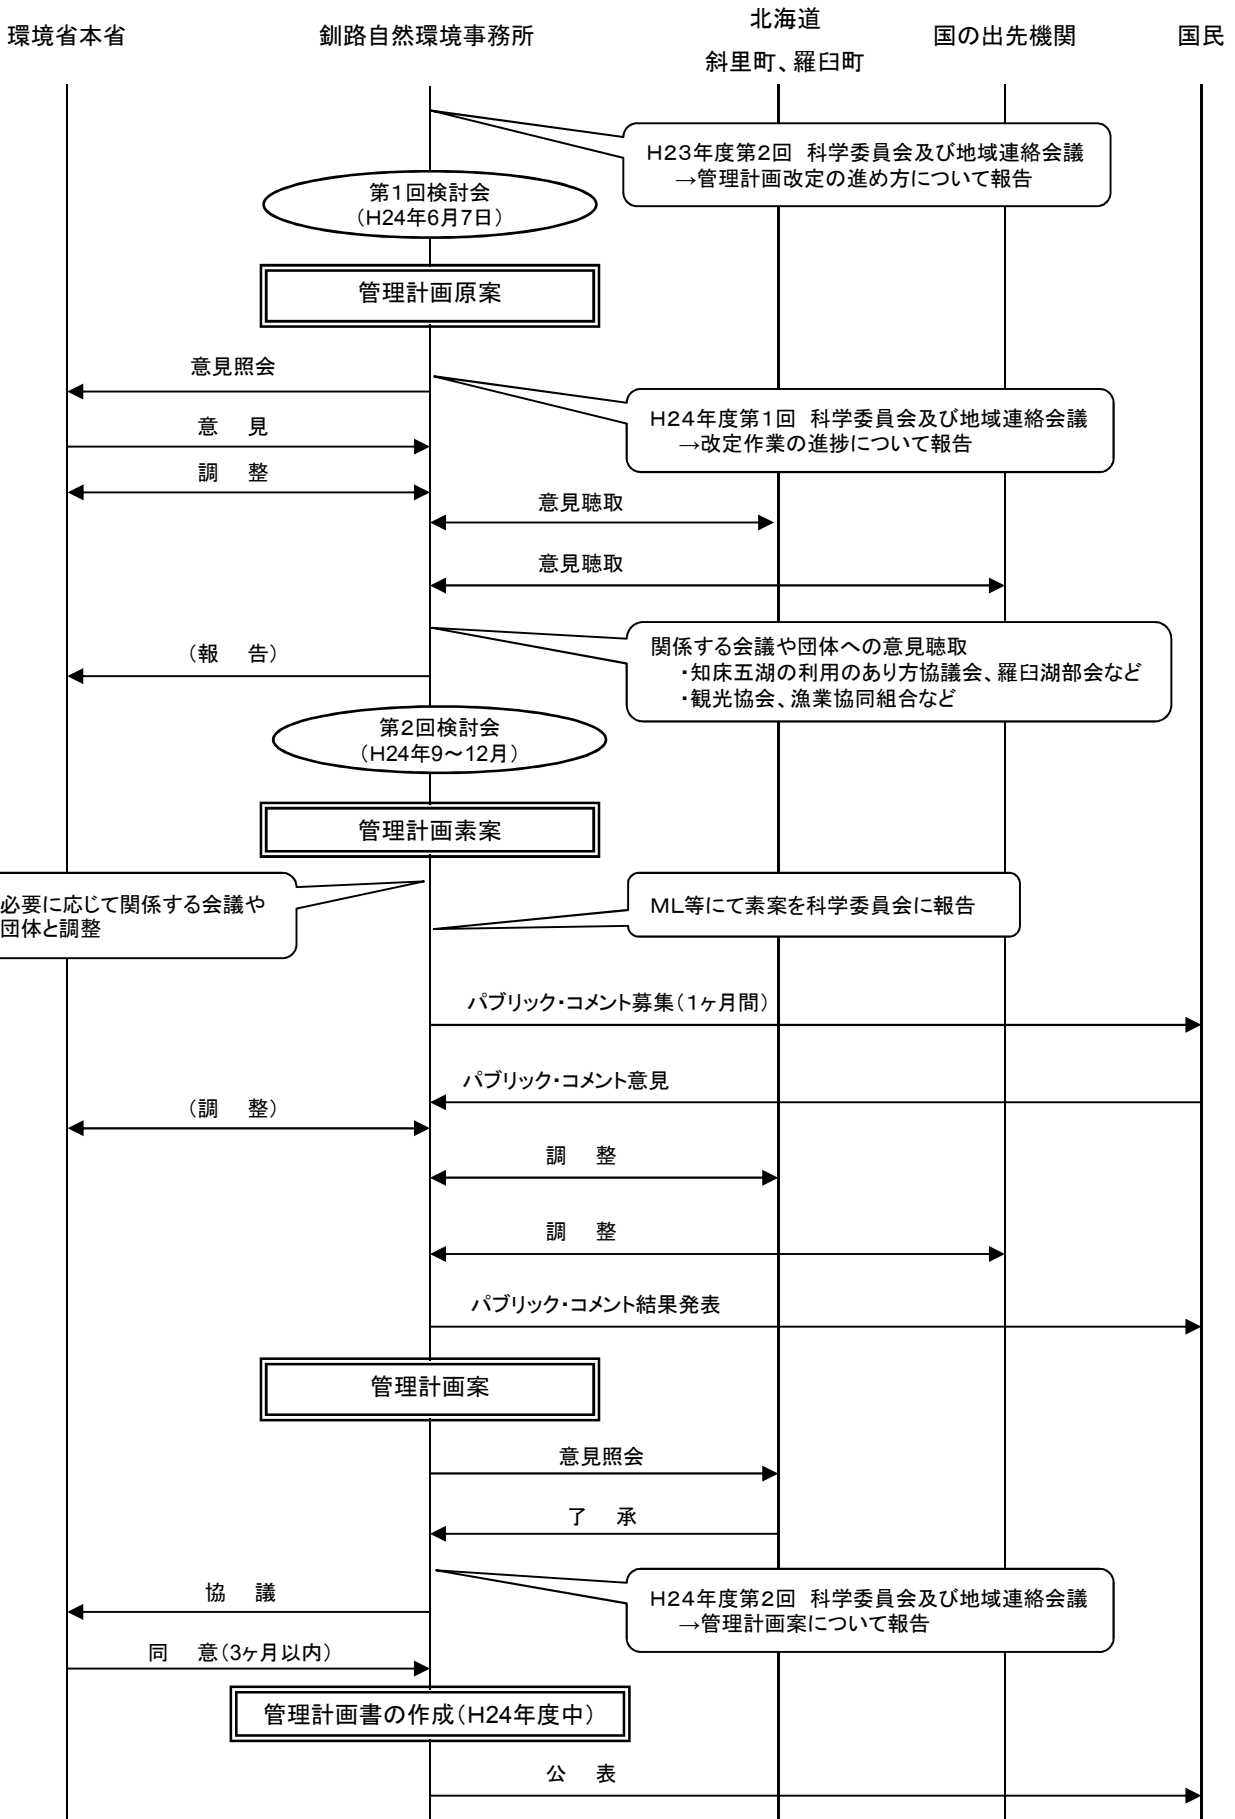 環境省本省
釧路自然環境事務所
北海道
斜里町、羅臼町
国の出先機関
国民
H23年度第2回　科学委員会及び地域連絡会議
→管理計画改定の進め方について報告
第1回検討会
（H24年6月7日）
管理計画原案
意見照会
H24年度第1回　科学委員会及び地域連絡会議
→改定作業の進捗について報告
意　見
調　整
意見聴取
意見聴取
関係する会議や団体への意見聴取
・知床五湖の利用のあり方協議会、羅臼湖部会など
・観光協会、漁業協同組合など
（報　告）
第2回検討会
（H24年9～12月）
管理計画素案
必要に応じて関係する会議や
団体と調整
ML等にて素案を科学委員会に報告
パブリック・コメント募集（1ヶ月間）
パブリック・コメント意見
（調　整）
調　整
調　整
パブリック・コメント結果発表
管理計画案
意見照会
了　承
協　議
H24年度第2回　科学委員会及び地域連絡会議
→管理計画案について報告
同　意（3ヶ月以内）
管理計画書の作成（H24年度中）
公　表